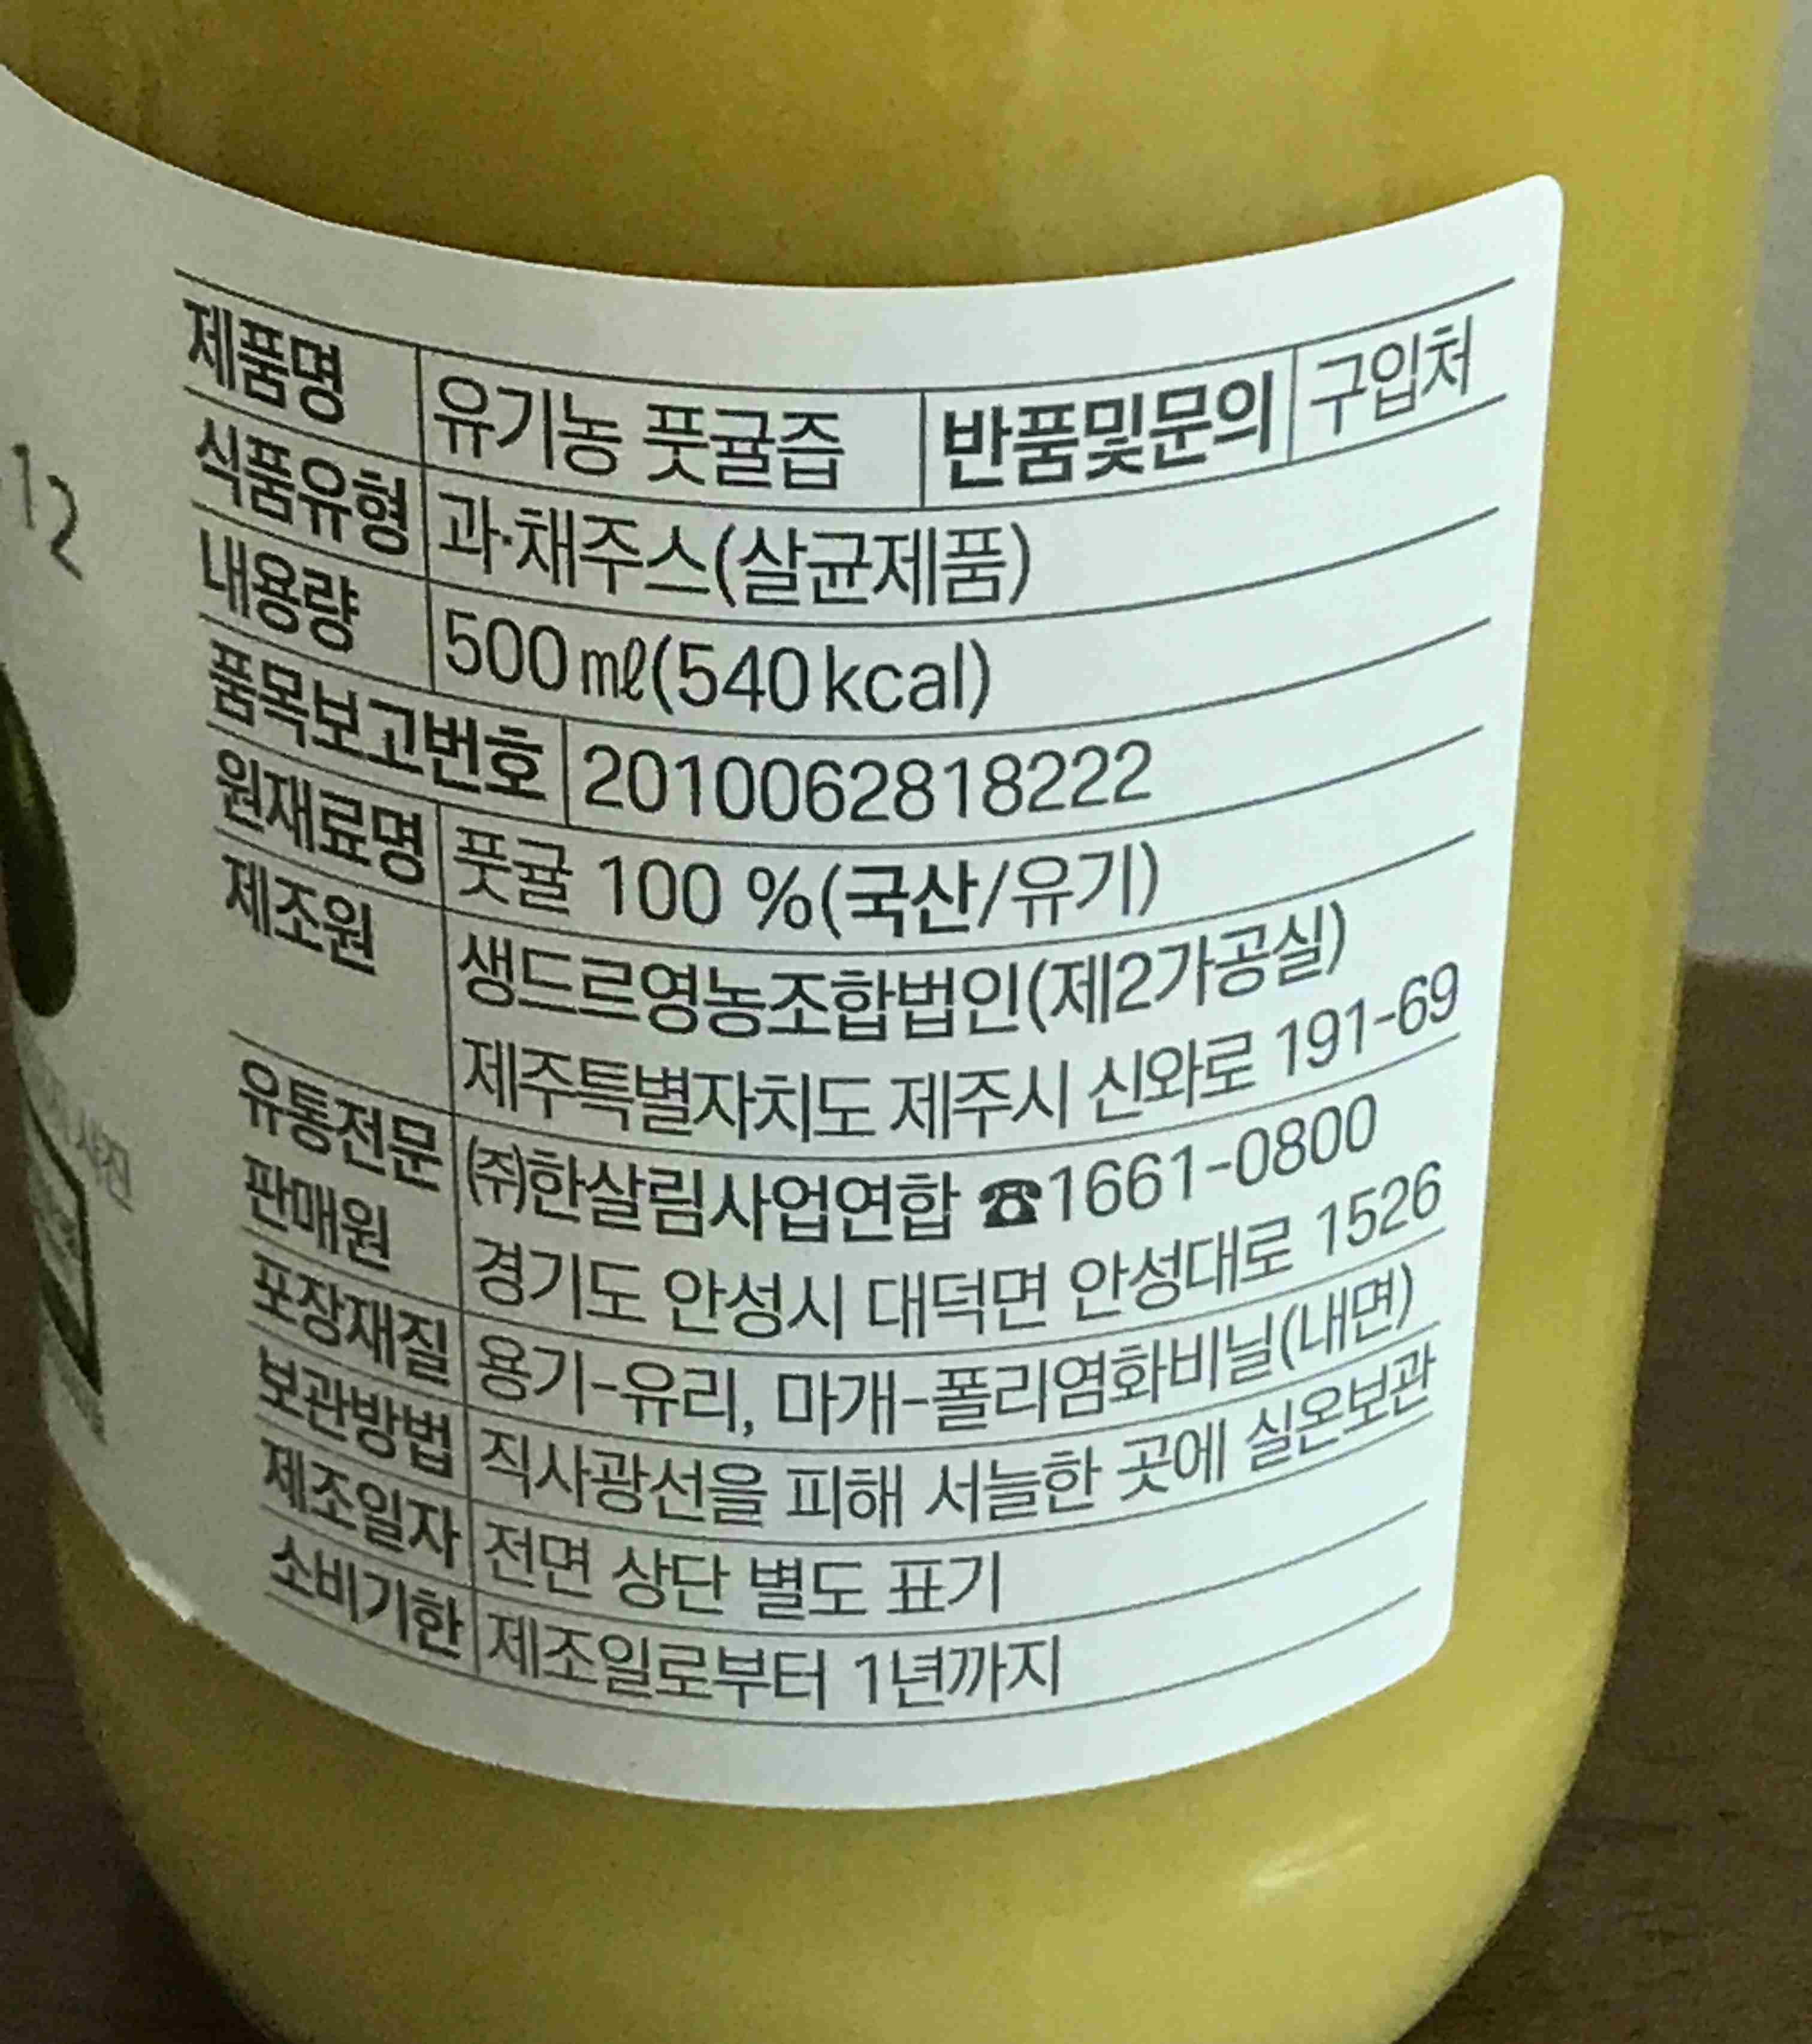 12
제품명 유기농 풋귤즙 반품및문의 구입처
식품유형 과·채주스(살균제품)
내용량 500㎖(540kcal)
품목보고번호 2010062818222
원재료명 풋귤 100 %(국산/유기)
제조원 생드르영농조합법인(제2가공실)
제주특별자치도 제주시 신와로 191-69
유통전문 ㈜한살림사업연합 ☎1661-0800
판매원 경기도 안성시 대덕면 안성대로 1526
포장재질 용기-유리, 마개-폴리염화비닐(내면)
보관방법 직사광선을 피해 서늘한 곳에 실온보관
제조일자 전면 상단 별도 표기
소비기한 제조일로부터 1년까지
사진